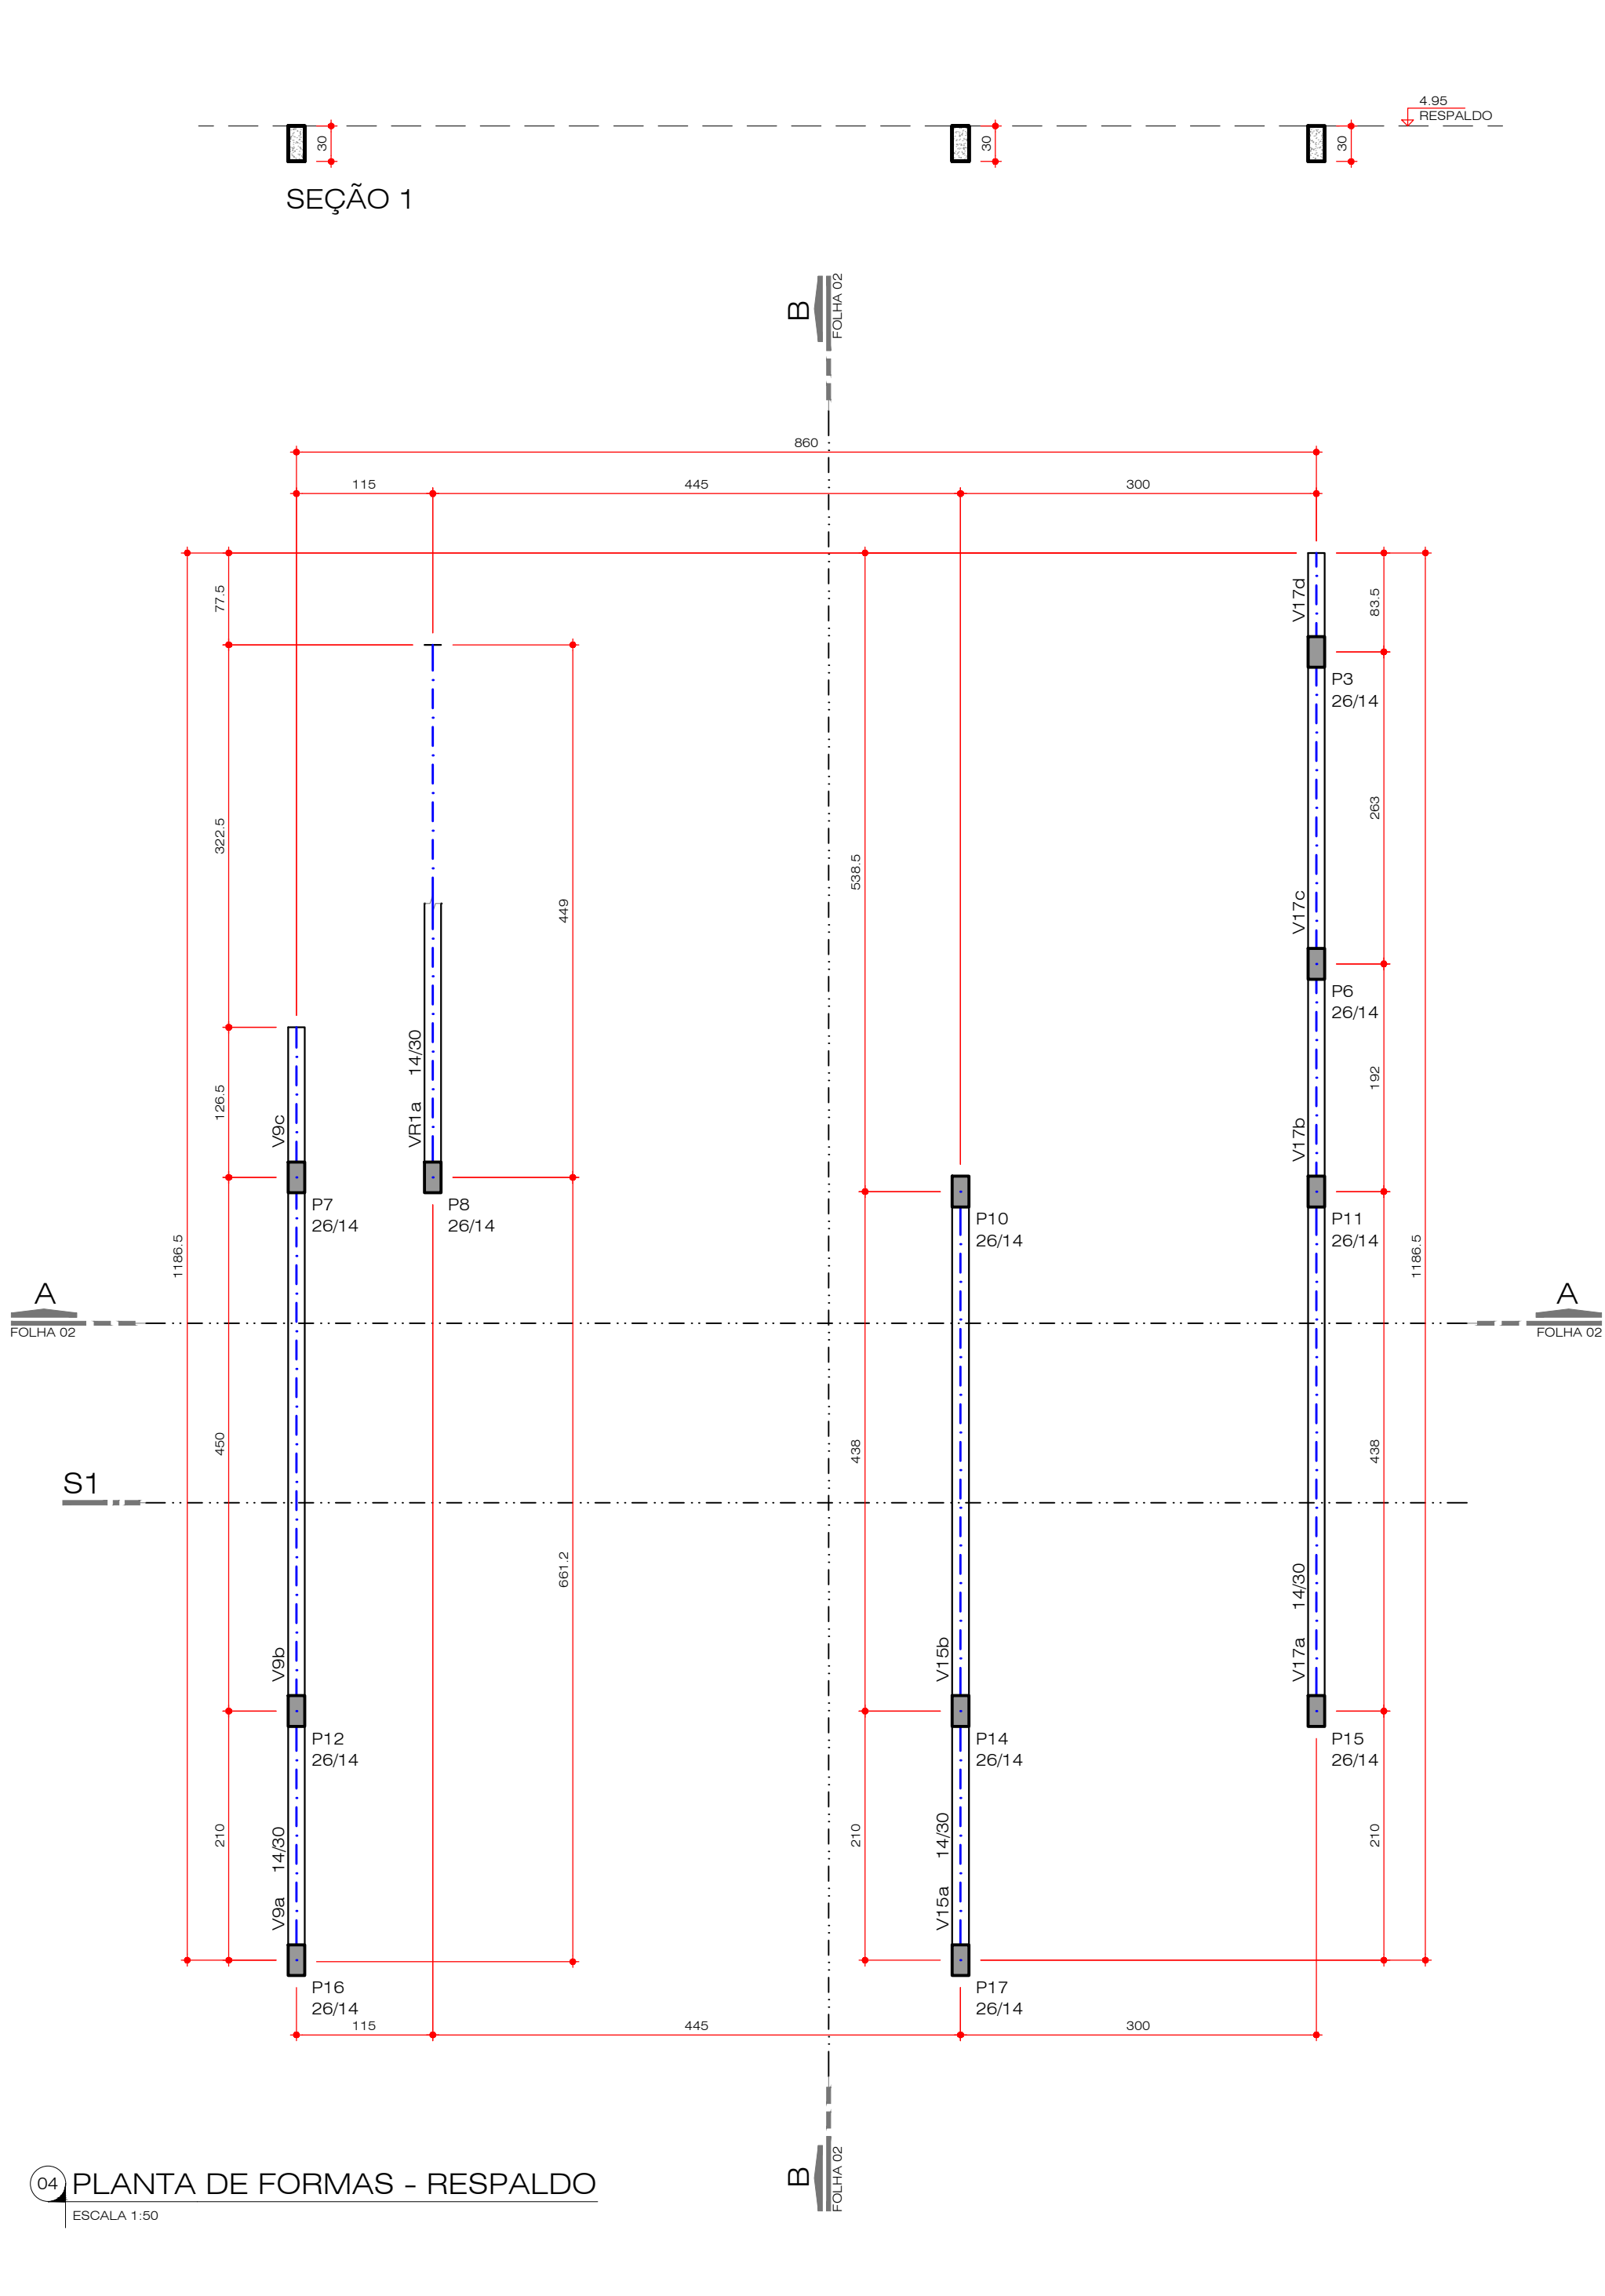 4.95
RESPALDO
30
30
30
SEÇÃO 1
B
FOLHA 02
860
115
445
300
77.5
V17d
83.5
P3
26/14
322.5
449
538.5
263
V17c
P6
26/14
126.5
V9c
VR1a 14/30
192
V17b
P7
26/14
P8
26/14
P10
26/14
P11
26/14
1186.5
1186.5
A
FOLHA 02
A
FOLHA 02
450
438
438
S1
661.2
V9b
V15b
V17a 14/30
P12
26/14
P14
26/14
P15
26/14
210
V9a 14/30
210
V15a 14/30
210
P16
26/14
P17
26/14
115
445
300
B
FOLHA 02
04
PLANTA DE FORMAS - RESPALDO
ESCALA 1:50